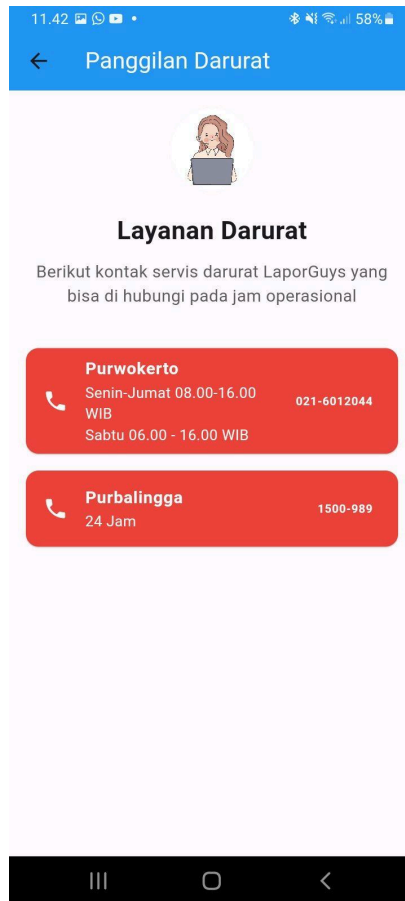 11.42 58%
Panggilan Darurat
Layanan Darurat
Berikut kontak servis darurat LaporGuys yang
bisa di hubungi pada jam operasional
Purwokerto
Senin-Jumat 08.00-16.00
WIB
Sabtu 06.00 - 16.00 WIB
021-6012044
Purbalingga
24 Jam
1500-989